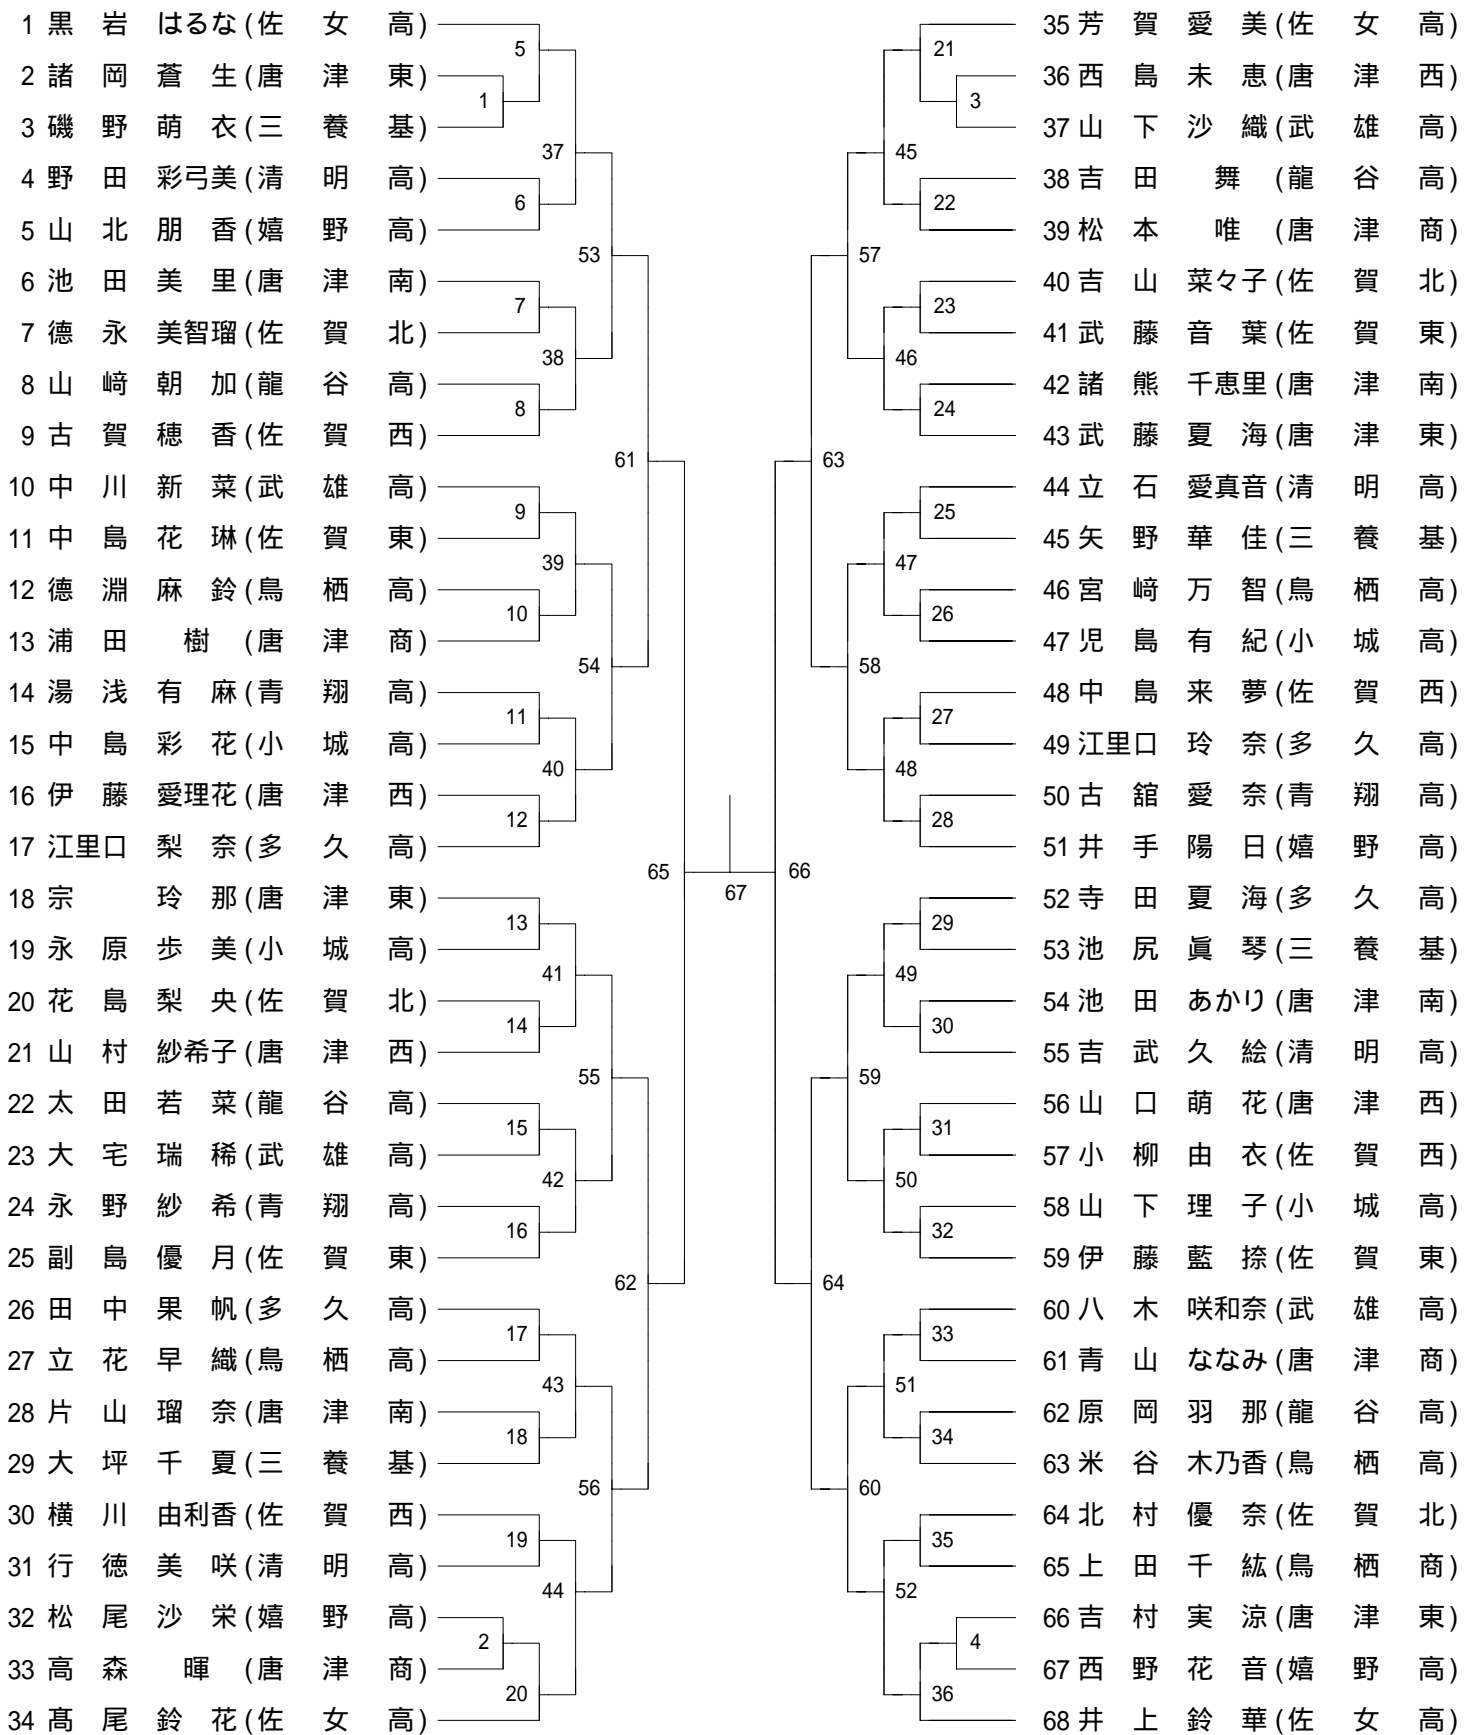 1 黒岩 はるな (佐女高)
2 諸岡蒼生 (唐津東)
3 磯野萌衣 (三養基)
4 野田 彩弓美 (清明高)
5 山北朋香 (嬉野高)
6 池田美里 (唐津南)
7 德永 美智瑠 (佐賀北)
8 山﨑朝加 (龍谷高)
9 古賀穂香 (佐賀西)
10 中川新菜 (武雄高)
11 中島花琳 (佐賀東)
12 德淵麻鈴 (鳥栖高)
13 浦田 樹 (唐津商)
14 湯浅有麻 (青翔高)
15 中島彩花 (小城高)
16 伊藤 愛理花 (唐津西)
17 江里口 梨奈 (多久高)
18 宗 玲那 (唐津東)
19 永原歩美 (小城高)
20 花島梨央 (佐賀北)
21 山村 紗希子 (唐津西)
22 太田若菜 (龍谷高)
23 大宅瑞稀 (武雄高)
24 永野紗希 (青翔高)
25 副島優月 (佐賀東)
26 田中果帆 (多久高)
27 立花早織 (鳥栖高)
28 片山瑠奈 (唐津南)
29 大坪千夏 (三養基)
30 横川 由利香 (佐賀西)
31 行徳美咲 (清明高)
32 松尾沙栄 (嬉野高)
33 高森 暉 (唐津商)
34 髙尾鈴花 (佐女高)
1
2
5
6
7
8
9
10
11
12
13
14
15
16
17
18
19
20
37
38
39
40
41
42
43
44
53
54
55
56
61
62
65
67
66
63
64
57
58
59
60
45
46
47
48
49
50
51
52
21
22
23
24
25
26
27
28
29
30
31
32
33
34
35
36
3
4
35 芳賀愛美 (佐女高)
36 西島未恵 (唐津西)
37 山下沙織 (武雄高)
38 吉田 舞 (龍谷高)
39 松本 唯 (唐津商)
40 吉山 菜々子 (佐賀北)
41 武藤音葉 (佐賀東)
42 諸熊 千恵里 (唐津南)
43 武藤夏海 (唐津東)
44 立石 愛真音 (清明高)
45 矢野華佳 (三養基)
46 宮﨑万智 (鳥栖高)
47 児島有紀 (小城高)
48 中島来夢 (佐賀西)
49 江里口 玲奈 (多久高)
50 古舘愛奈 (青翔高)
51 井手陽日 (嬉野高)
52 寺田夏海 (多久高)
53 池尻眞琴 (三養基)
54 池田 あかり (唐津南)
55 吉武久絵 (清明高)
56 山口萌花 (唐津西)
57 小柳由衣 (佐賀西)
58 山下理子 (小城高)
59 伊藤藍捺 (佐賀東)
60 八木 咲和奈 (武雄高)
61 青山 ななみ (唐津商)
62 原岡羽那 (龍谷高)
63 米谷 木乃香 (鳥栖高)
64 北村優奈 (佐賀北)
65 上田千紘 (鳥栖商)
66 吉村実涼 (唐津東)
67 西野花音 (嬉野高)
68 井上鈴華 (佐女高)